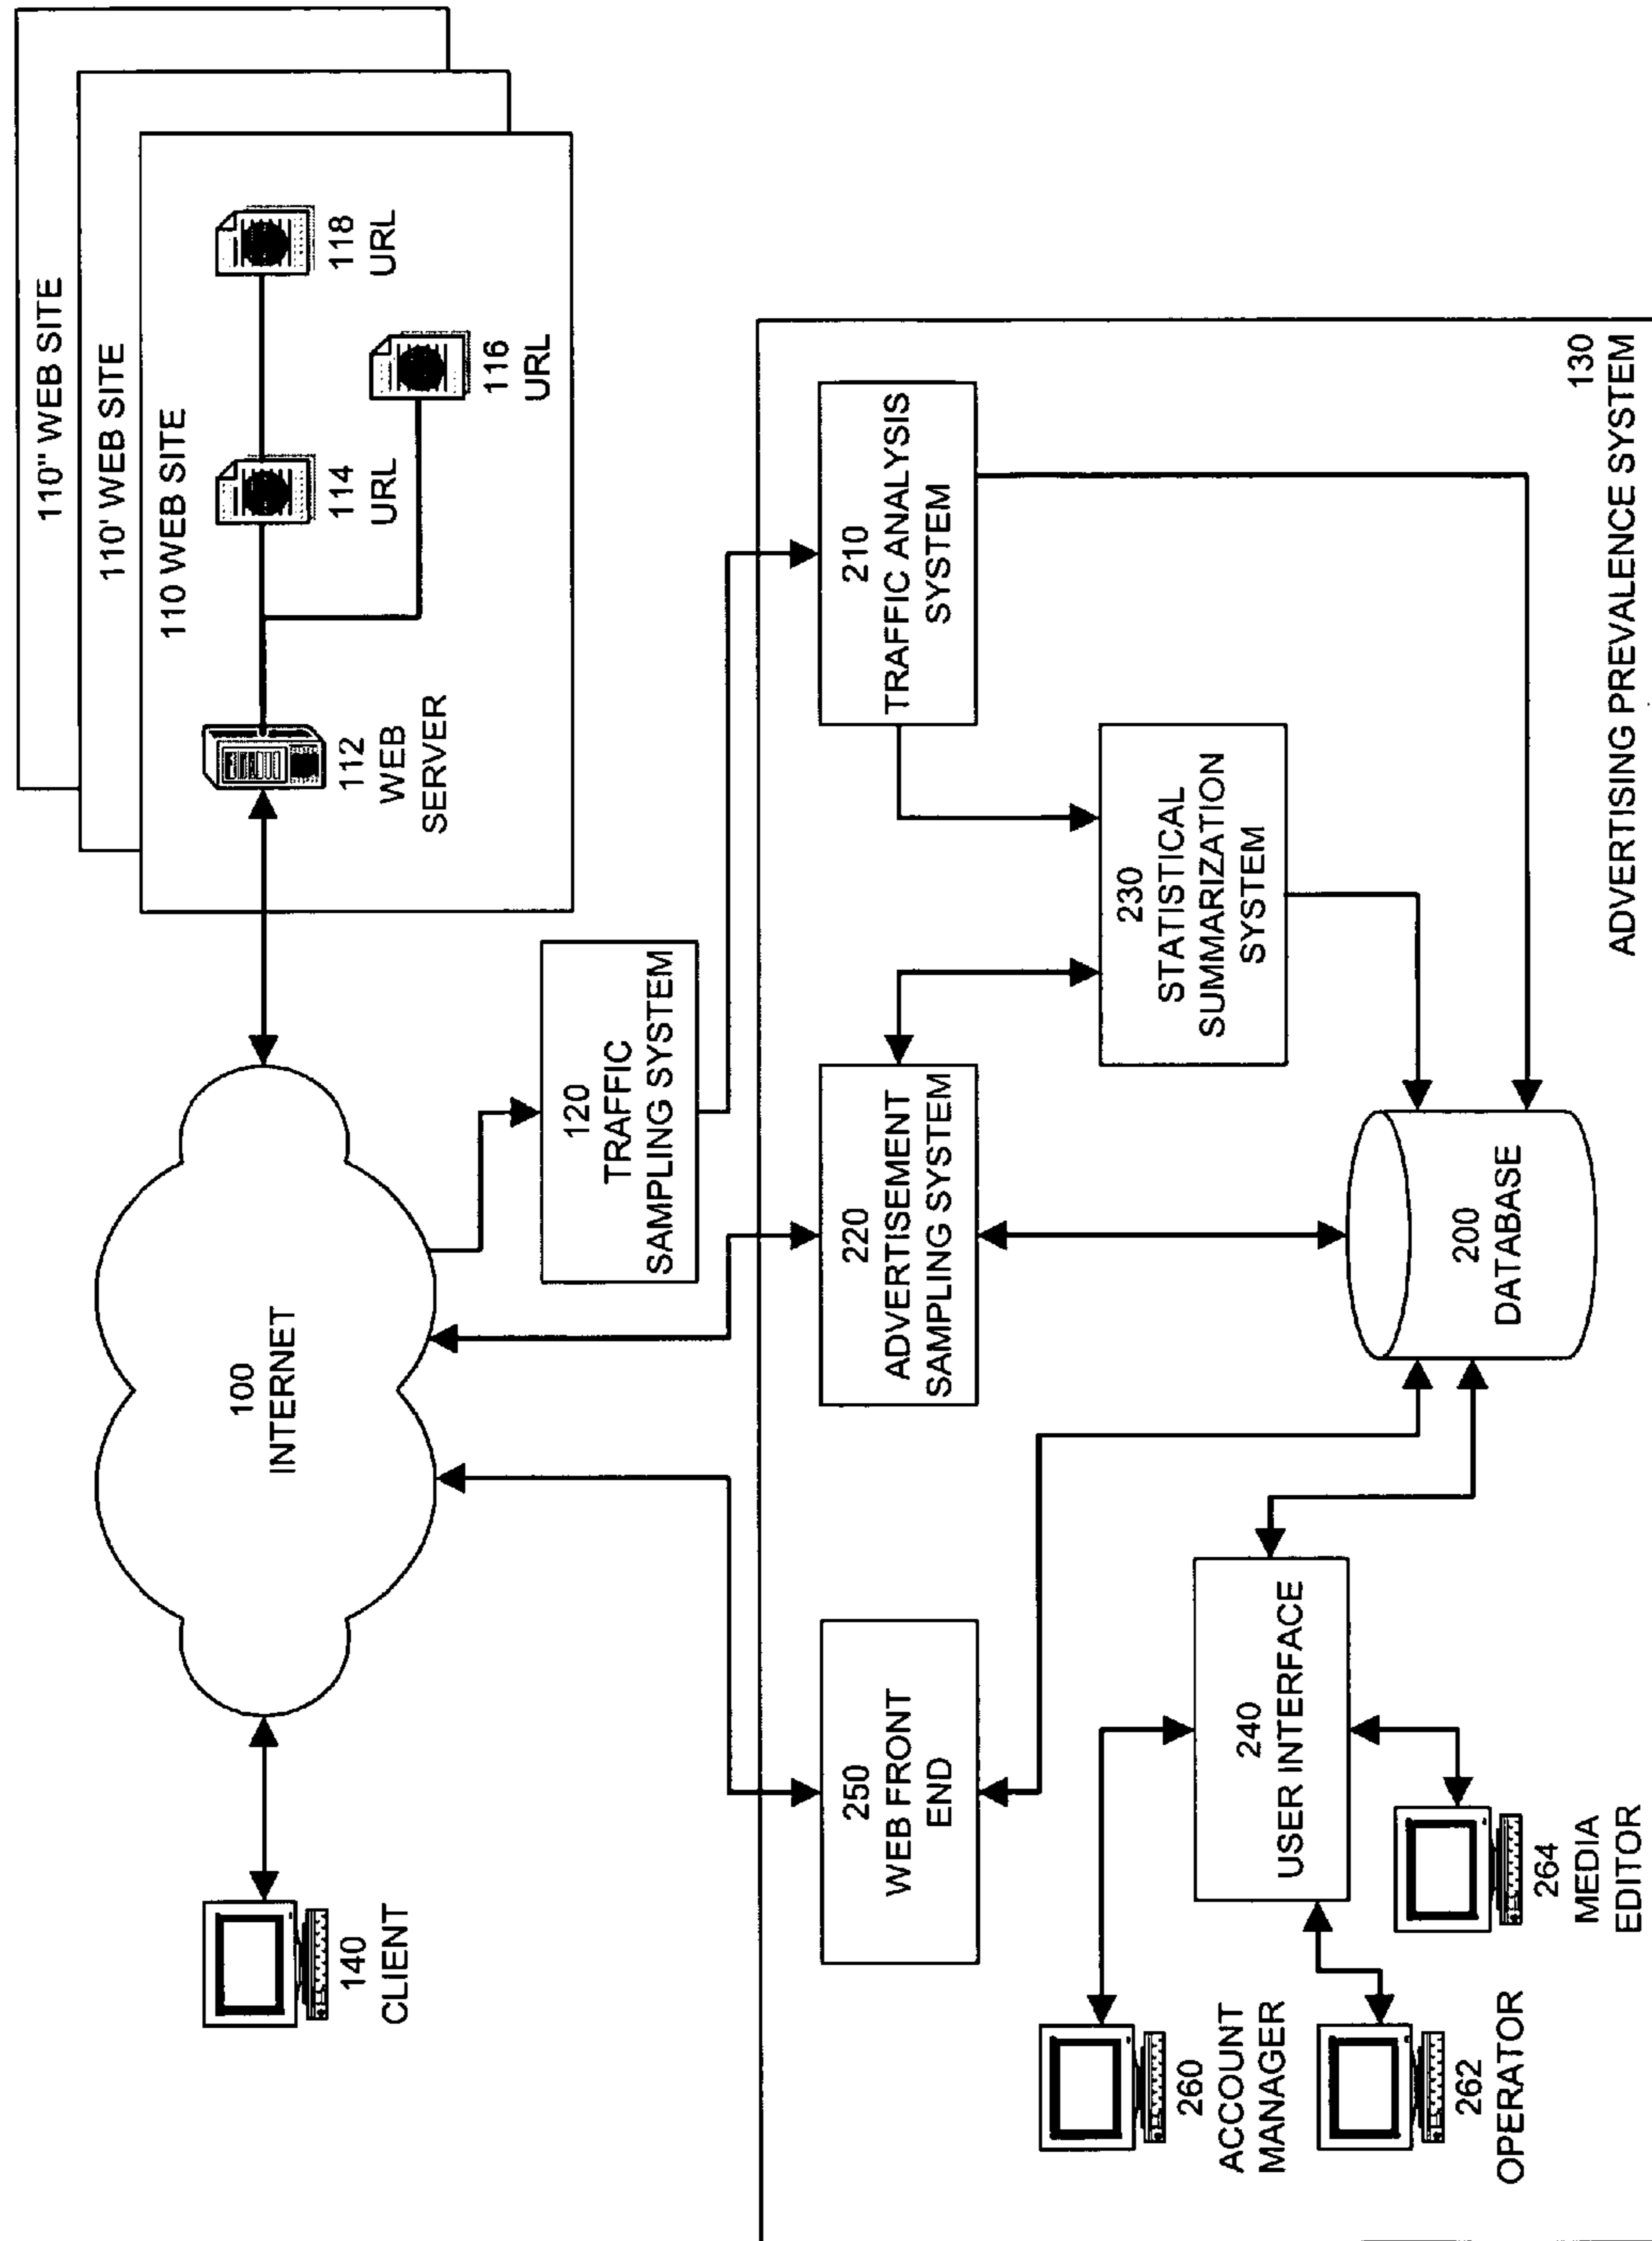 110" WEB SITE
110' WEB SITE
110 WEB SITE
118
URL
116
URL
114
URL
112
WEB
SERVER
100
INTERNET
140
CLIENT
120
TRAFFIC
SAMPLING SYSTEM
210
TRAFFIC ANALYSIS
SYSTEM
220
ADVERTISEMENT
SAMPLING SYSTEM
250
WEB FRONT
END
230
STATISTICAL
SUMMARIZATION
SYSTEM
240
USER INTERFACE
200
DATABASE
260
ACCOUNT
MANAGER
262
OPERATOR
264
MEDIA
EDITOR
130
ADVERTISING PREVALENCE SYSTEM